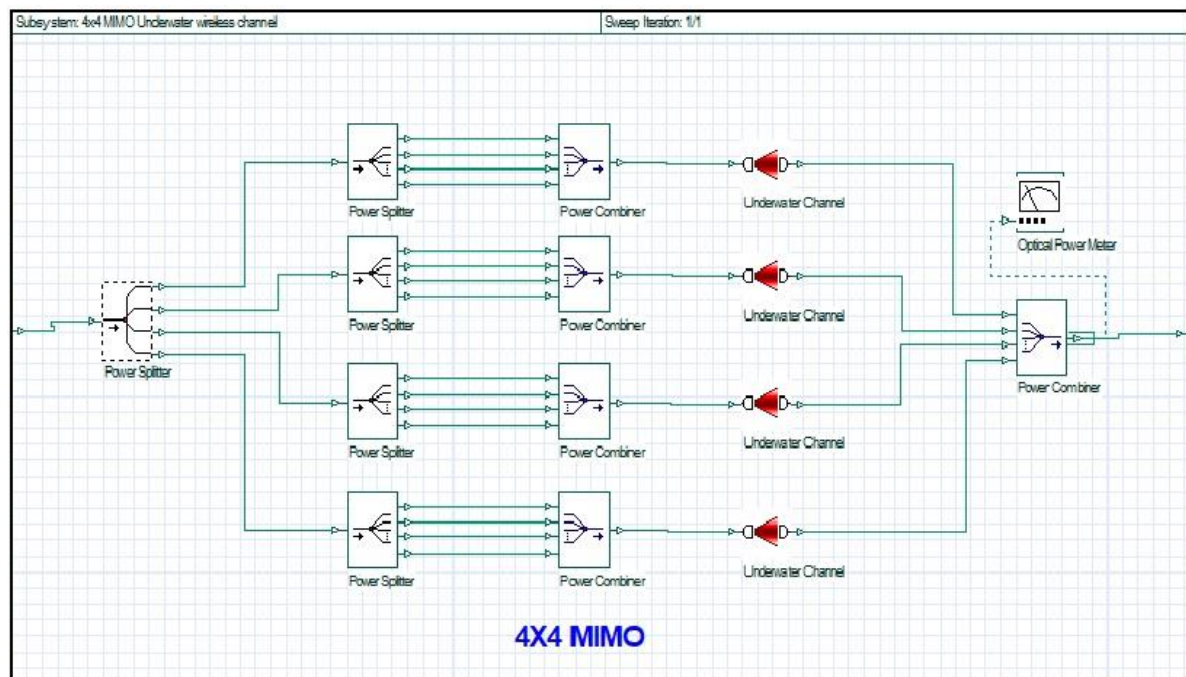 Subsystem: 4x4 MIMO Underwater wireless channel
Sweep Iteration: 1/1
Power Splitter
Power Combiner
Underwater Channel
Optical Power Meter
Power Splitter
Power Combiner
Underwater Channel
Power Splitter
Power Combiner
Power Splitter
Power Combiner
Underwater Channel
Power Splitter
Power Combiner
Underwater Channel
4X4 MIMO